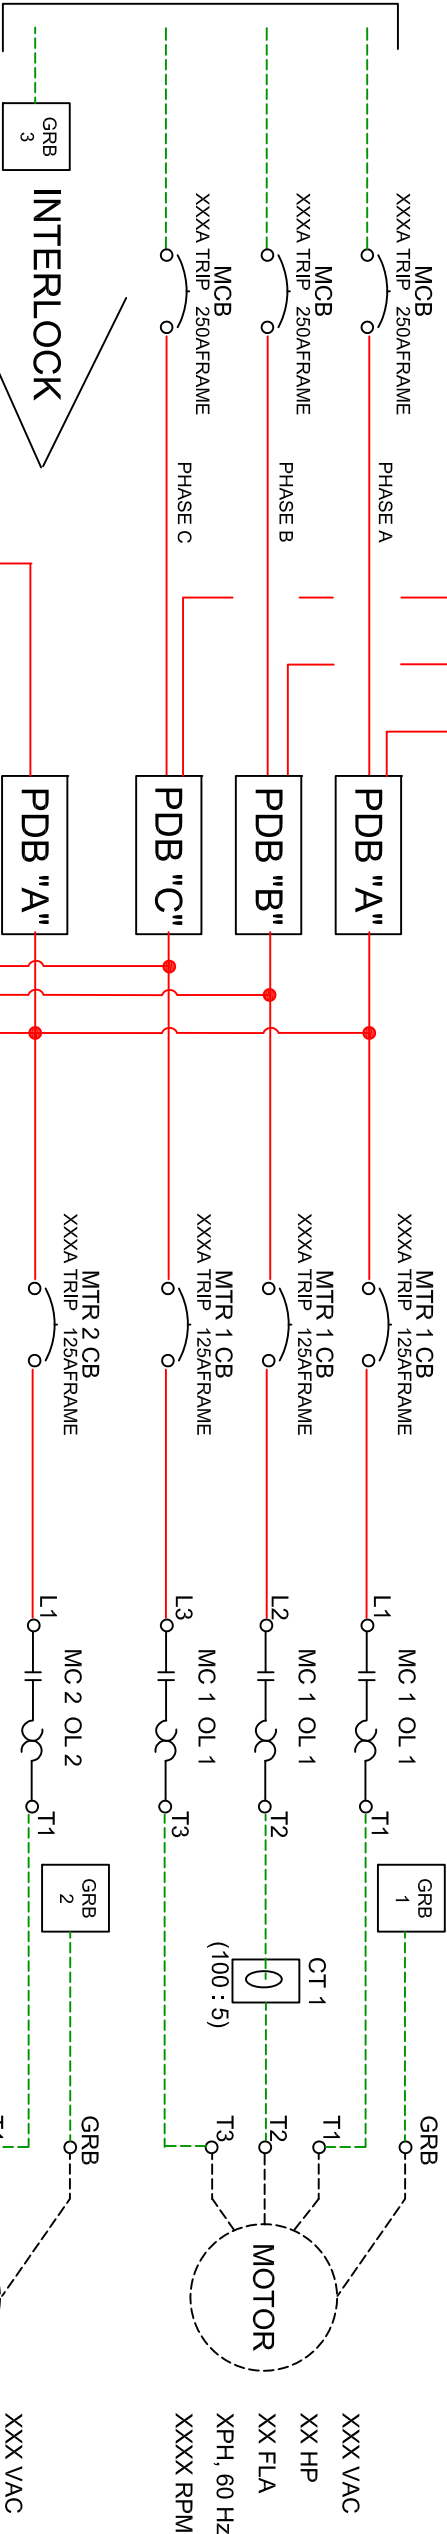 GRB
3
INTERLOCK
MCB
XXXA TRIP 250AFRAME
MCB
XXXA TRIP 250AFRAME
MCB
XXXA TRIP 250AFRAME
PHASE A
PHASE B
PHASE C
PDB "A"
PDB "B"
PDB "C"
PDB "A"
MTR 1 CB
XXXA TRIP 125AFRAME
MTR 1 CB
XXXA TRIP 125AFRAME
MTR 1 CB
XXXA TRIP 125AFRAME
MTR 2 CB
XXXA TRIP 125AFRAME
L1
MC 1 OL 1
T1
L2
MC 1 OL 1
T2
L3
MC 1 OL 1
T3
L1
MC 2 OL 2
T1
GRB
1
GRB
2
CT 1
(100 : 5)
GRB
T1
T2
T3
GRB
T1
MOTOR
XXX VAC
XX HP
XX FLA
XPH, 60 Hz
XXXX RPM
XXX VAC